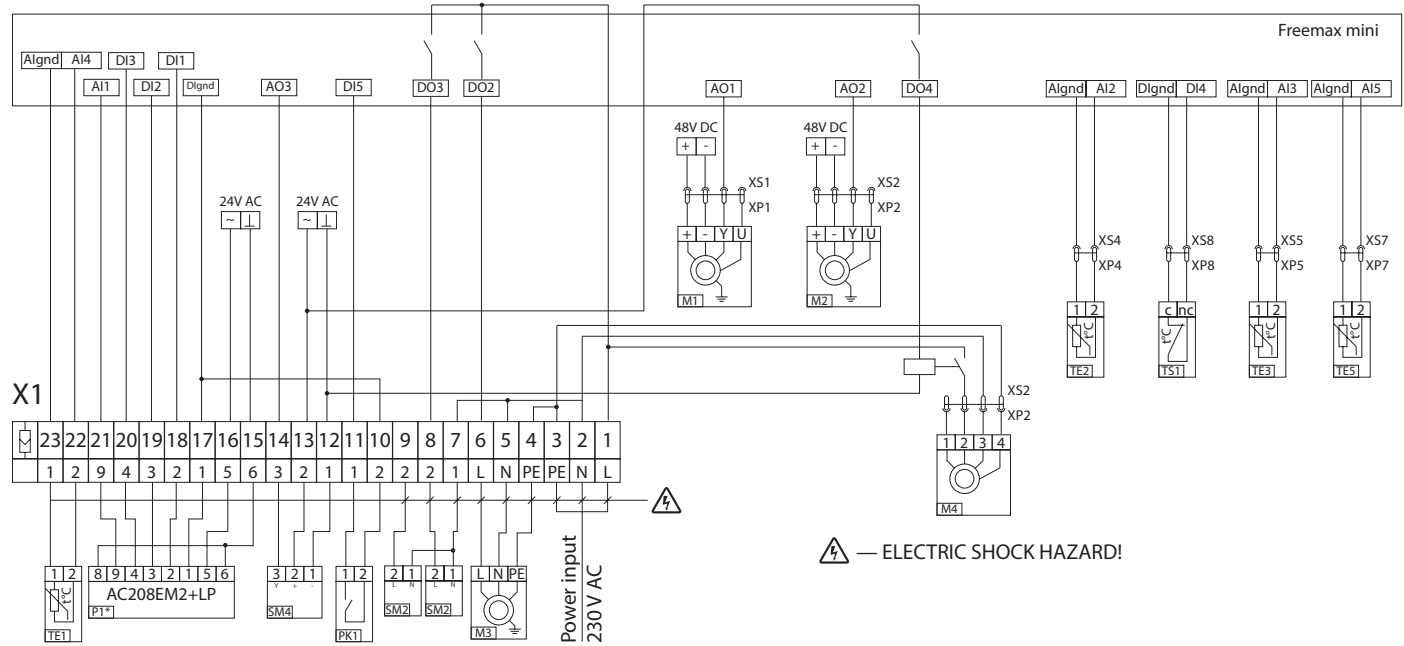 Freemax mini
AIgnd AI4 DI3 DI1
AI1 DI2 DIgnd AO3 DI5 DO3 DO2 AO1 AO2 DO4 AIgnd AI2 DIgnd DI4 AIgnd AI3 AIgnd AI5
48V DC 48V DC
+ - + -
XS1 XS2
XP1 XP2
24V AC 24V AC
~ ⊥ ~ ⊥
+ - Y U + - Y U
XS4 XS8 XS5 XS7
XP4 XP8 XP5 XP7
M1 M2
1 2 c nc 1 2 1 2
t°C t°C t°C t°C
TE2 TS1 TE3 TE5
X1
XS2
XP2
23 22 21 20 19 18 17 16 15 14 13 12 11 10 9 8 7 6 5 4 3 2 1
1 2 9 4 3 2 1 5 6 3 2 1 1 2 2 2 1 L N PE PE N L
1 2 3 4
M4
— ELECTRIC SHOCK HAZARD!
1 2 8 9 4 3 2 1 5 6 3 2 1 1 2 2 1 2 1 L N PE
Y + - L N L N
t°C
AC208EM2+LP
TE1 P1* SM4 PK1 SM2 SM2 M3
Power input
230 V AC